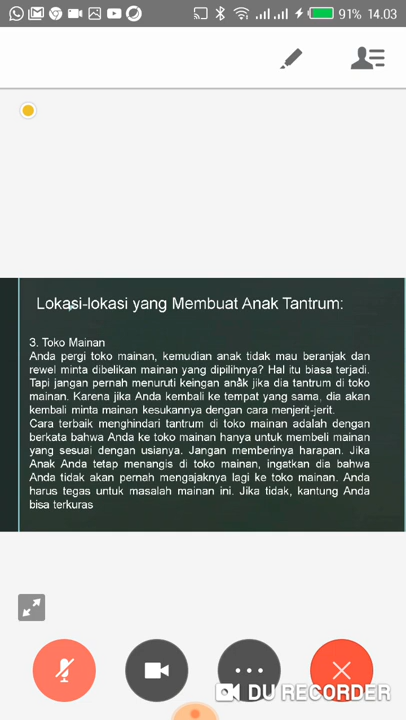 91% 14.03
Lokasi-lokasi yang Membuat Anak Tantrum:
3. Toko Mainan
Anda pergi toko mainan, kemudian anak tidak mau beranjak dan
rewel minta dibelikan mainan yang dipilihnya? Hal itu biasa terjadi.
Tapi jangan pernah menuruti keingan anak jika dia tantrum di toko
mainan. Karena jika Anda kembali ke tempat yang sama, dia akan
kembali minta mainan kesukannya dengan cara menjerit-jerit.
Cara terbaik menghindari tantrum di toko mainan adalah dengan
berkata bahwa Anda ke toko mainan hanya untuk membeli mainan
yang sesuai dengan usianya. Jangan memberinya harapan. Jika
Anak Anda tetap menangis di toko mainan, ingatkan dia bahwa
Anda tidak akan pernah mengajaknya lagi ke toko mainan. Anda
harus tegas untuk masalah mainan ini. Jika tidak, kantung Anda
bisa terkuras
DU RECORDER